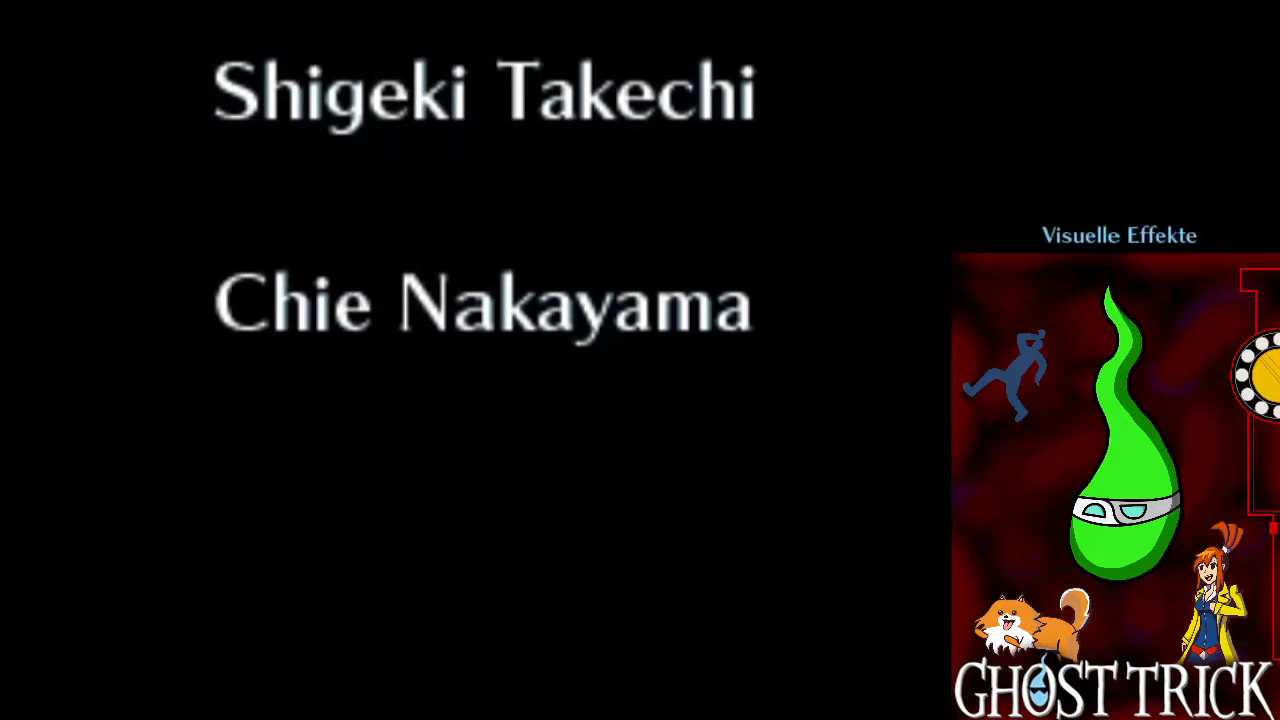 Shigeki Takechi
Chie Nakayama
Visuelle Effekte
GHOST TRICK